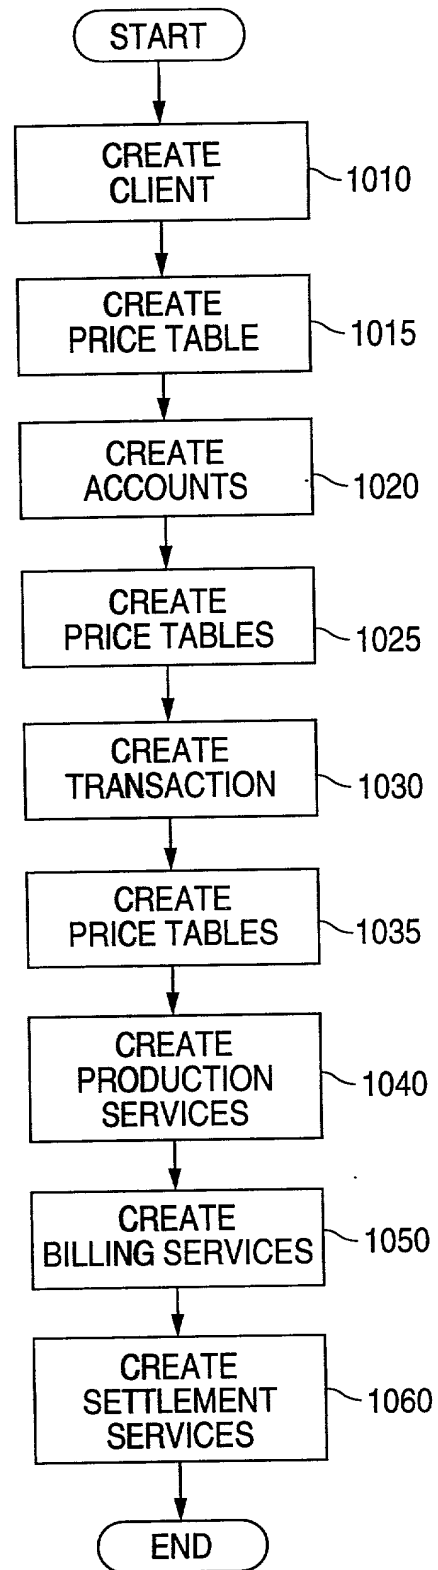 START
CREATE
CLIENT
1010
CREATE
PRICE TABLE
1015
CREATE
ACCOUNTS
1020
CREATE
PRICE TABLES
1025
CREATE
TRANSACTION
1030
CREATE
PRICE TABLES
1035
CREATE
PRODUCTION
SERVICES
1040
CREATE
BILLING SERVICES
1050
CREATE
SETTLEMENT
SERVICES
1060
END